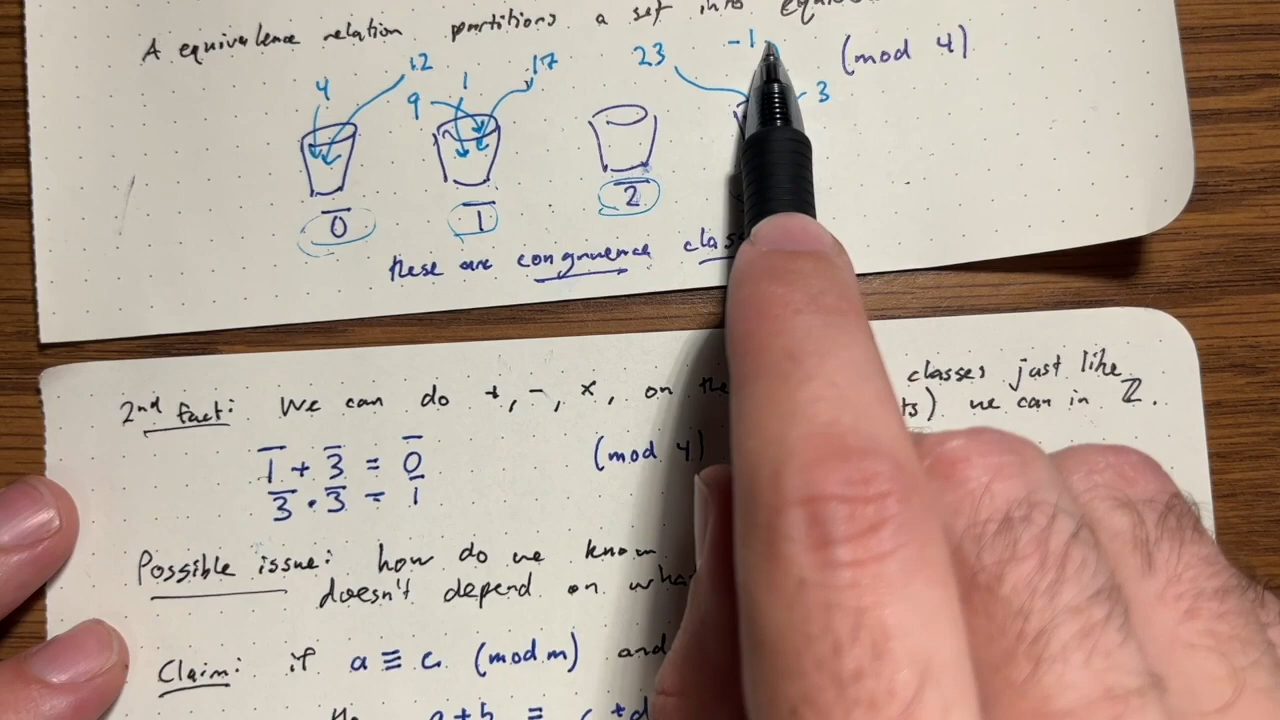 A equivalence relation partitions a set into
4 12 9 1 17 23 -1 3 (mod 4)
0̅ 1̅ 2̅
these are congruence
2nd fact: We can do +, -, ×, on the classes just like
we can in ℤ.
1̅ + 3̅ = 0̅ (mod 4)
3̅ · 3̅ = 1̅
Possible issue: how do we know
doesn't depend on
Claim: if a ≡ c (mod m) and
a+b ≡ c+d